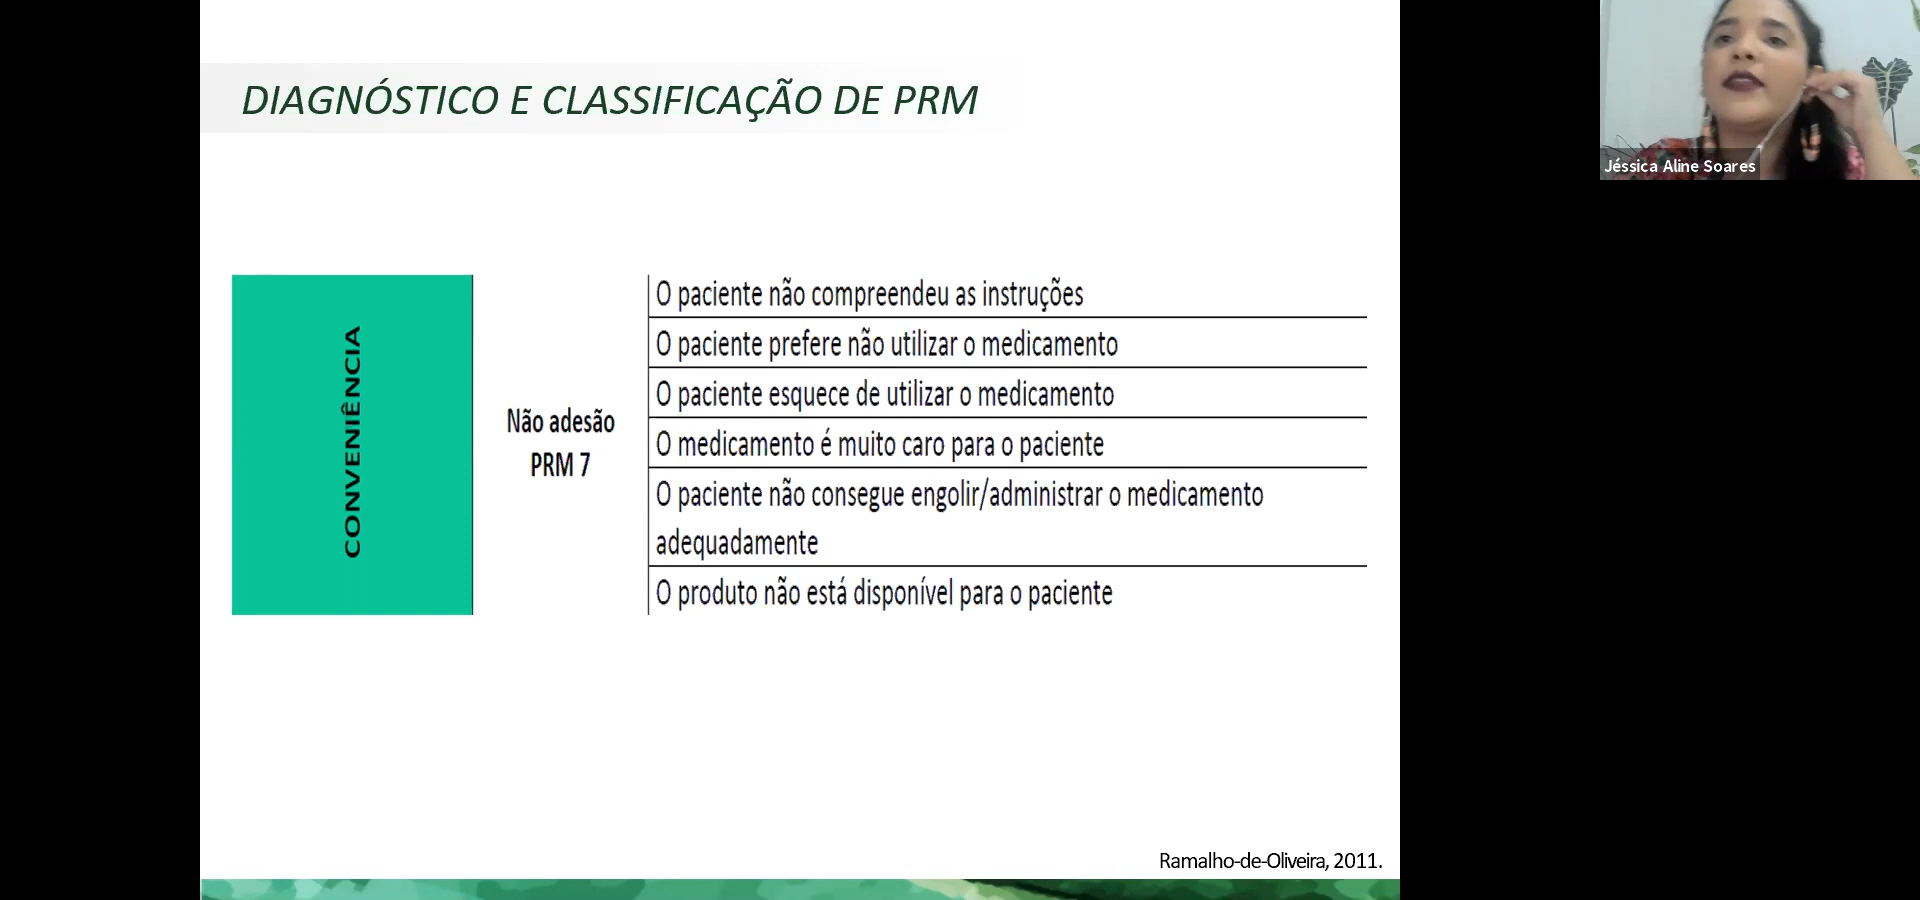 DIAGNÓSTICO E CLASSIFICAÇÃO DE PRM
Jéssica Aline Soares
CONVENIÊNCIA
Não adesão
PRM 7
O paciente não compreendeu as instruções
O paciente prefere não utilizar o medicamento
O paciente esquece de utilizar o medicamento
O medicamento é muito caro para o paciente
O paciente não consegue engolir/administrar o medicamento
adequadamente
O produto não está disponível para o paciente
Ramalho-de-Oliveira, 2011.